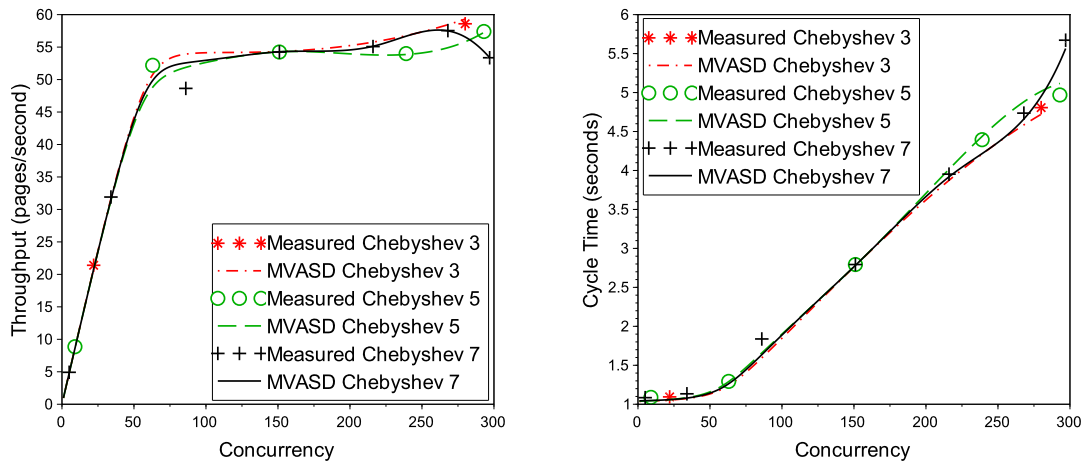 60
55
50
45
40
35
30
25
20
15
10
5
0
Throughput (pages/second)
Measured Chebyshev 3
MVASD Chebyshev 3
Measured Chebyshev 5
MVASD Chebyshev 5
Measured Chebyshev 7
MVASD Chebyshev 7
0 50 100 150 200 250 300
Concurrency
6
5.5
5
4.5
4
3.5
3
2.5
2
1.5
1
Cycle Time (seconds)
Measured Chebyshev 3
MVASD Chebyshev 3
Measured Chebyshev 5
MVASD Chebyshev 5
Measured Chebyshev 7
MVASD Chebyshev 7
0 50 100 150 200 250 300
Concurrency